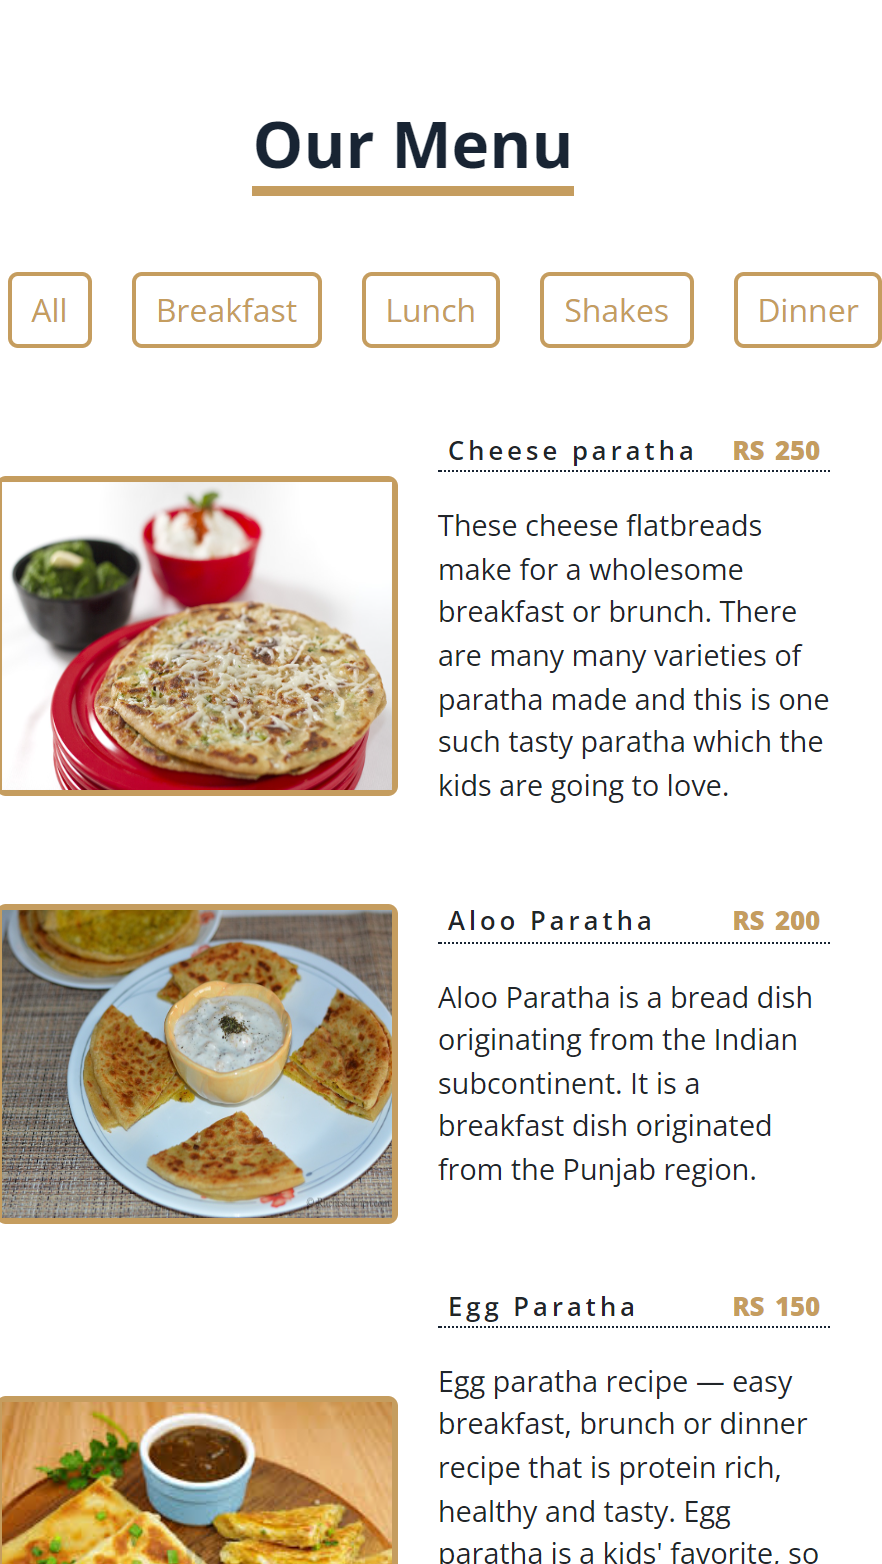 Our Menu
All Breakfast Lunch Shakes Dinner
Cheese paratha RS 250
These cheese flatbreads
make for a wholesome
breakfast or brunch. There
are many many varieties of
paratha made and this is one
such tasty paratha which the
kids are going to love.
Aloo Paratha RS 200
Aloo Paratha is a bread dish
originating from the Indian
subcontinent. It is a
breakfast dish originated
from the Punjab region.
Egg Paratha RS 150
Egg paratha recipe — easy
breakfast, brunch or dinner
recipe that is protein rich,
healthy and tasty. Egg
paratha is a kids' favorite, so